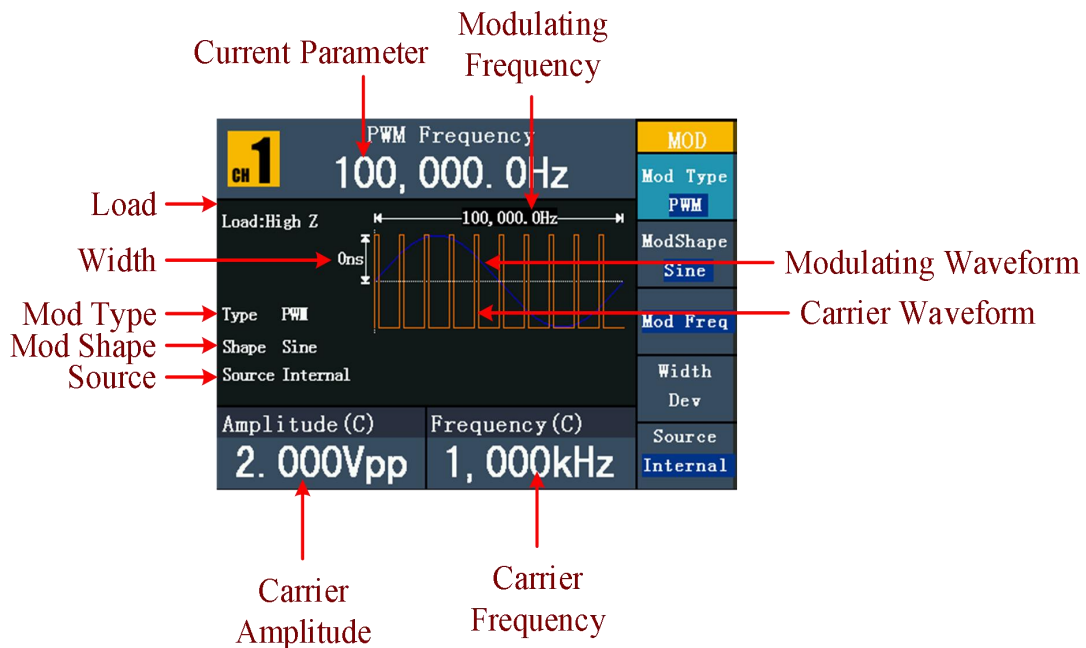 Current Parameter
Modulating
Frequency
CH 1
PWM Frequency
100, 000. 0Hz
MOD
Mod Type
PWM
ModShape
Sine
Mod Freq
Width
Dev
Source
Internal
Load
Load:High Z
100, 000. 0Hz
Width
0ns
Modulating Waveform
Carrier Waveform
Mod Type
Type PWM
Mod Shape
Shape Sine
Source
Source Internal
Amplitude(C)
2. 000Vpp
Frequency(C)
1, 000kHz
Carrier
Amplitude
Carrier
Frequency